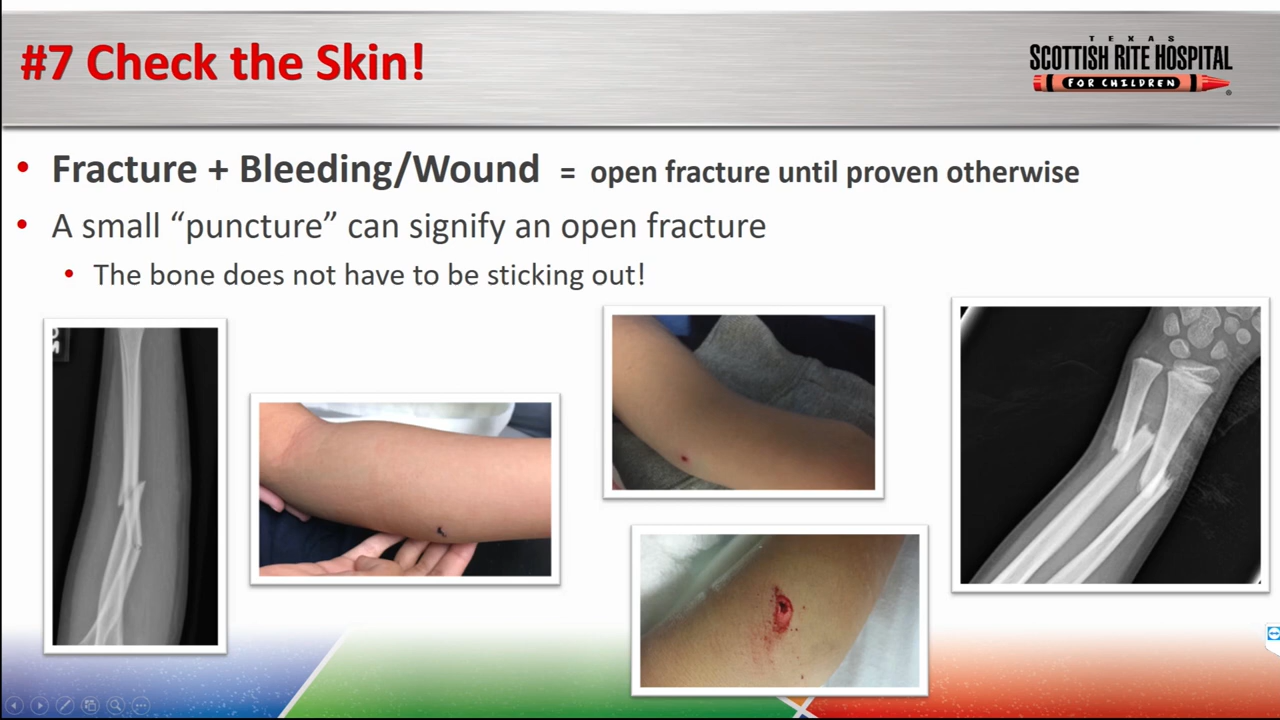 #7 Check the Skin!
TEXAS
SCOTTISH RITE HOSPITAL
FOR CHILDREN
®
• Fracture + Bleeding/Wound = open fracture until proven otherwise
• A small “puncture” can signify an open fracture
• The bone does not have to be sticking out!